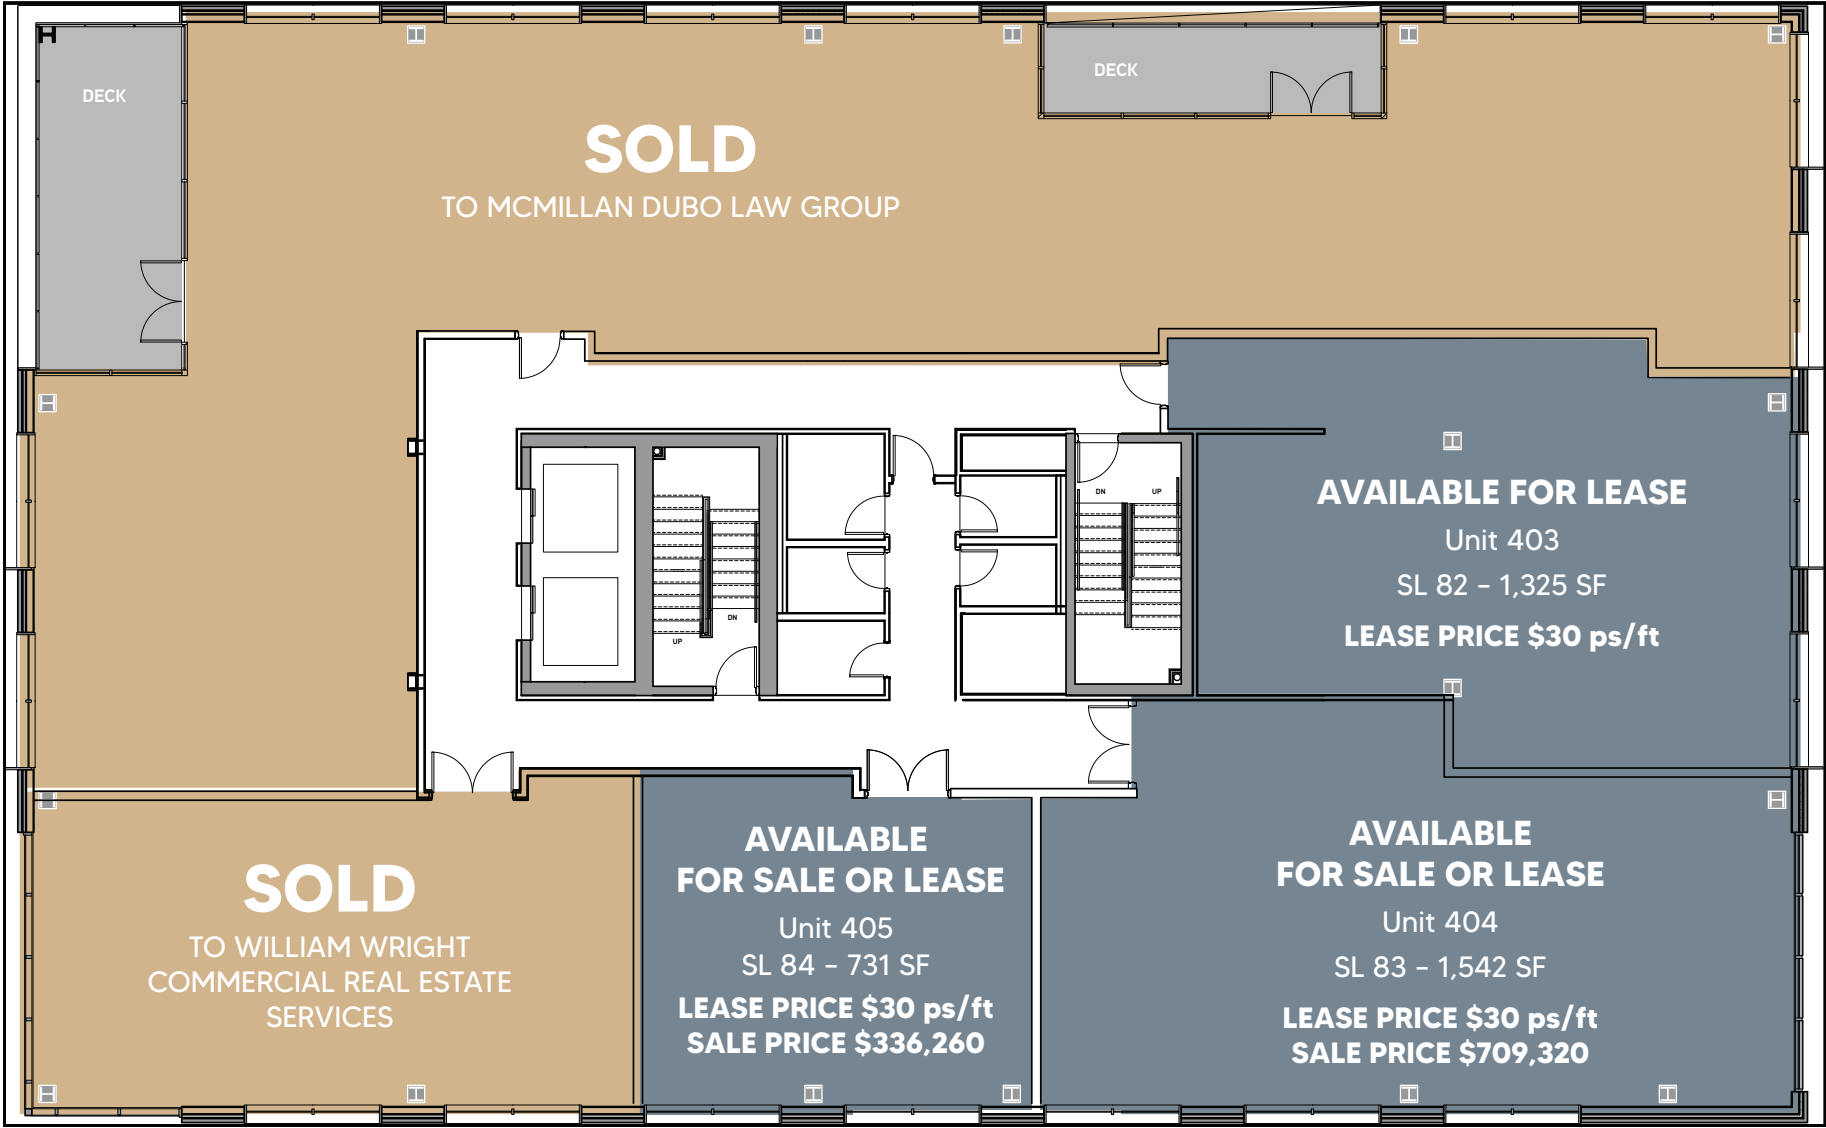 DECK
DECK
SOLD
TO MCMILLAN DUBO LAW GROUP
DN
UP
AVAILABLE FOR LEASE
Unit 403
SL 82 - 1,325 SF
LEASE PRICE $30 ps/ft
UP
DN
SOLD
TO WILLIAM WRIGHT
COMMERCIAL REAL ESTATE
SERVICES
AVAILABLE
FOR SALE OR LEASE
Unit 405
SL 84 - 731 SF
LEASE PRICE $30 ps/ft
SALE PRICE $336,260
AVAILABLE
FOR SALE OR LEASE
Unit 404
SL 83 - 1,542 SF
LEASE PRICE $30 ps/ft
SALE PRICE $709,320